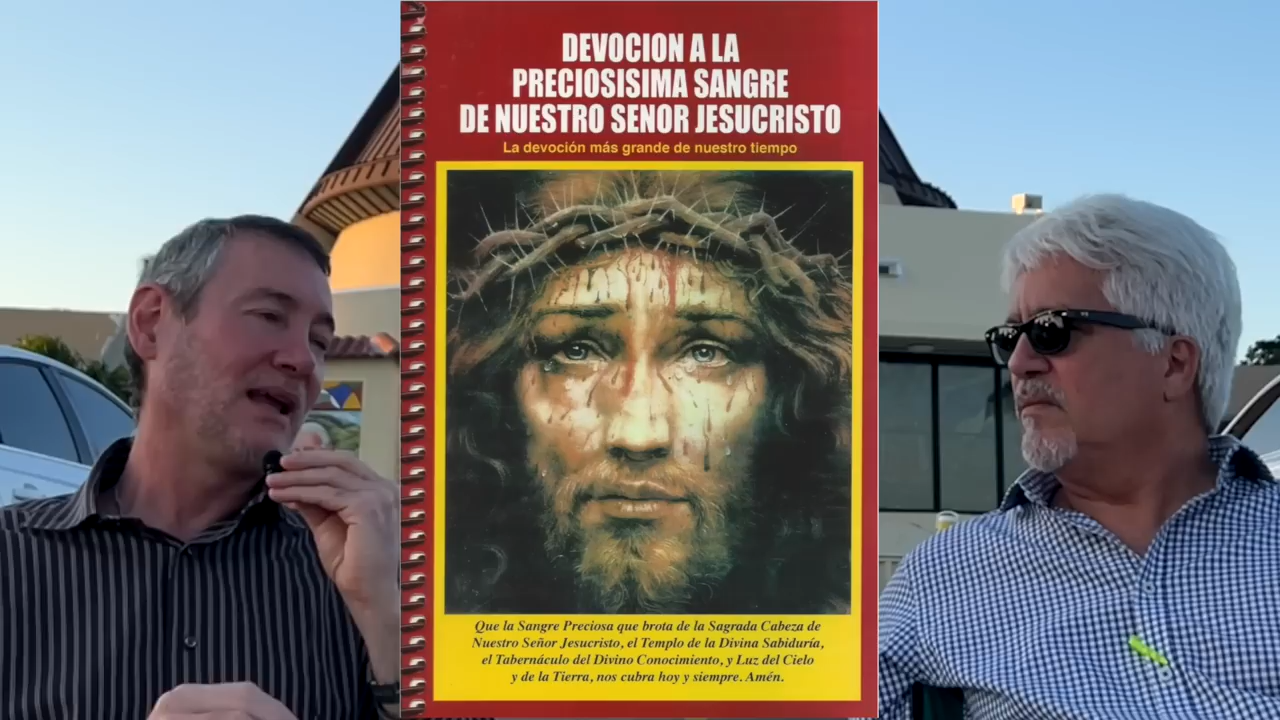 DEVOCION A LA
PRECIOSISIMA SANGRE
DE NUESTRO SENOR JESUCRISTO
La devoción más grande de nuestro tiempo
Que la Sangre Preciosa que brota de la Sagrada Cabeza de
Nuestro Señor Jesucristo, el Templo de la Divina Sabiduría,
el Tabernáculo del Divino Conocimiento, y Luz del Cielo
y de la Tierra, nos cubra hoy y siempre. Amén.